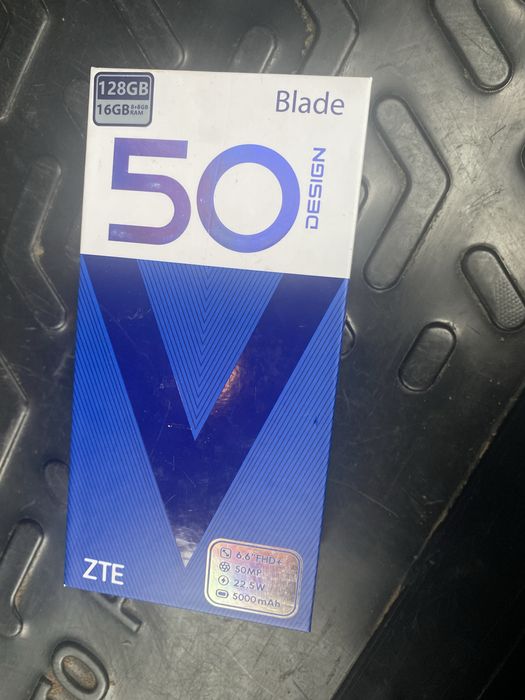 128GB
16GB 8+8GB RAM
Blade
50
DESIGN
V
ZTE
6.6" FHD+
50MP
22.5W
5000mAh